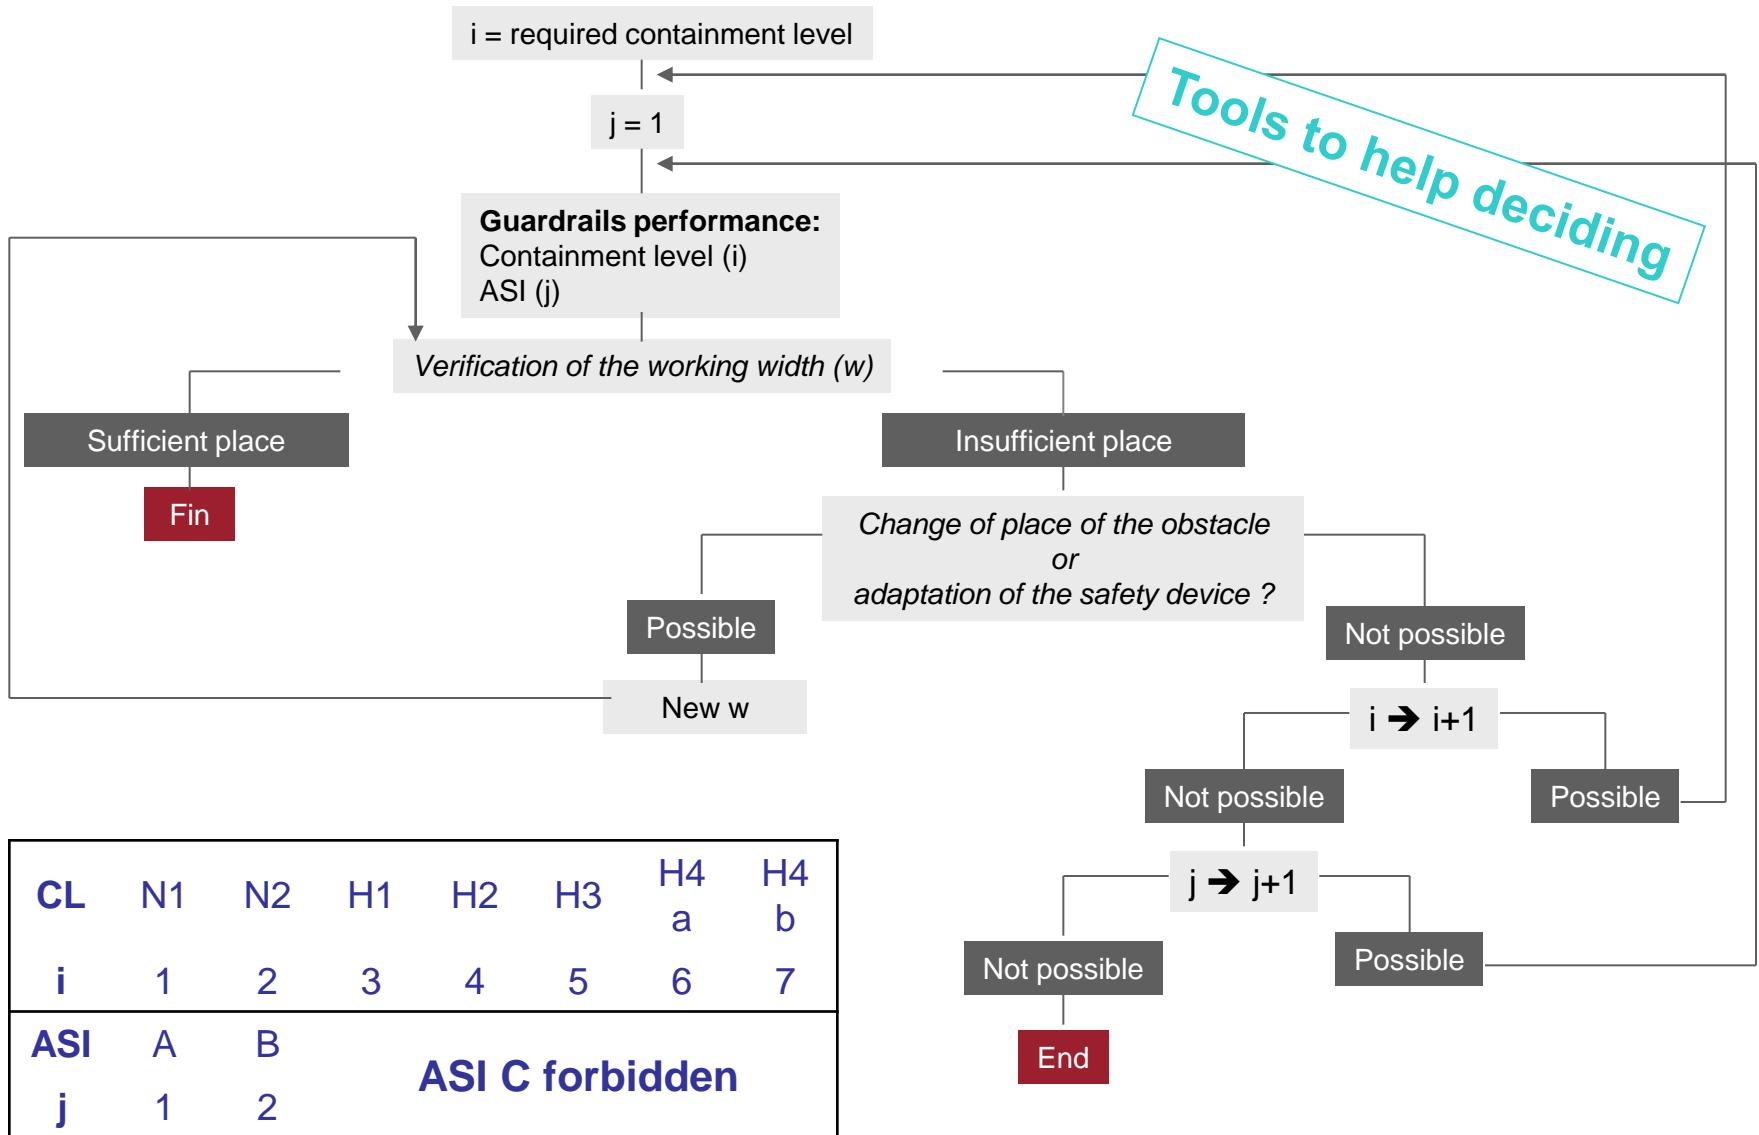 i = required containment level
Tools to help deciding
j = 1
Guardrails performance:
Containment level (i)
ASI (j)
Verification of the working width (w)
Sufficient place
Insufficient place
Fin
Change of place of the obstacle
or
adaptation of the safety device ?
Possible
Not possible
New w
i ➔ i+1
Not possible
Possible
j ➔ j+1
Not possible
Possible
End
CL N1 N2 H1 H2 H3 H4 a H4 b
i 1 2 3 4 5 6 7
ASI A B
ASI C forbidden
j 1 2